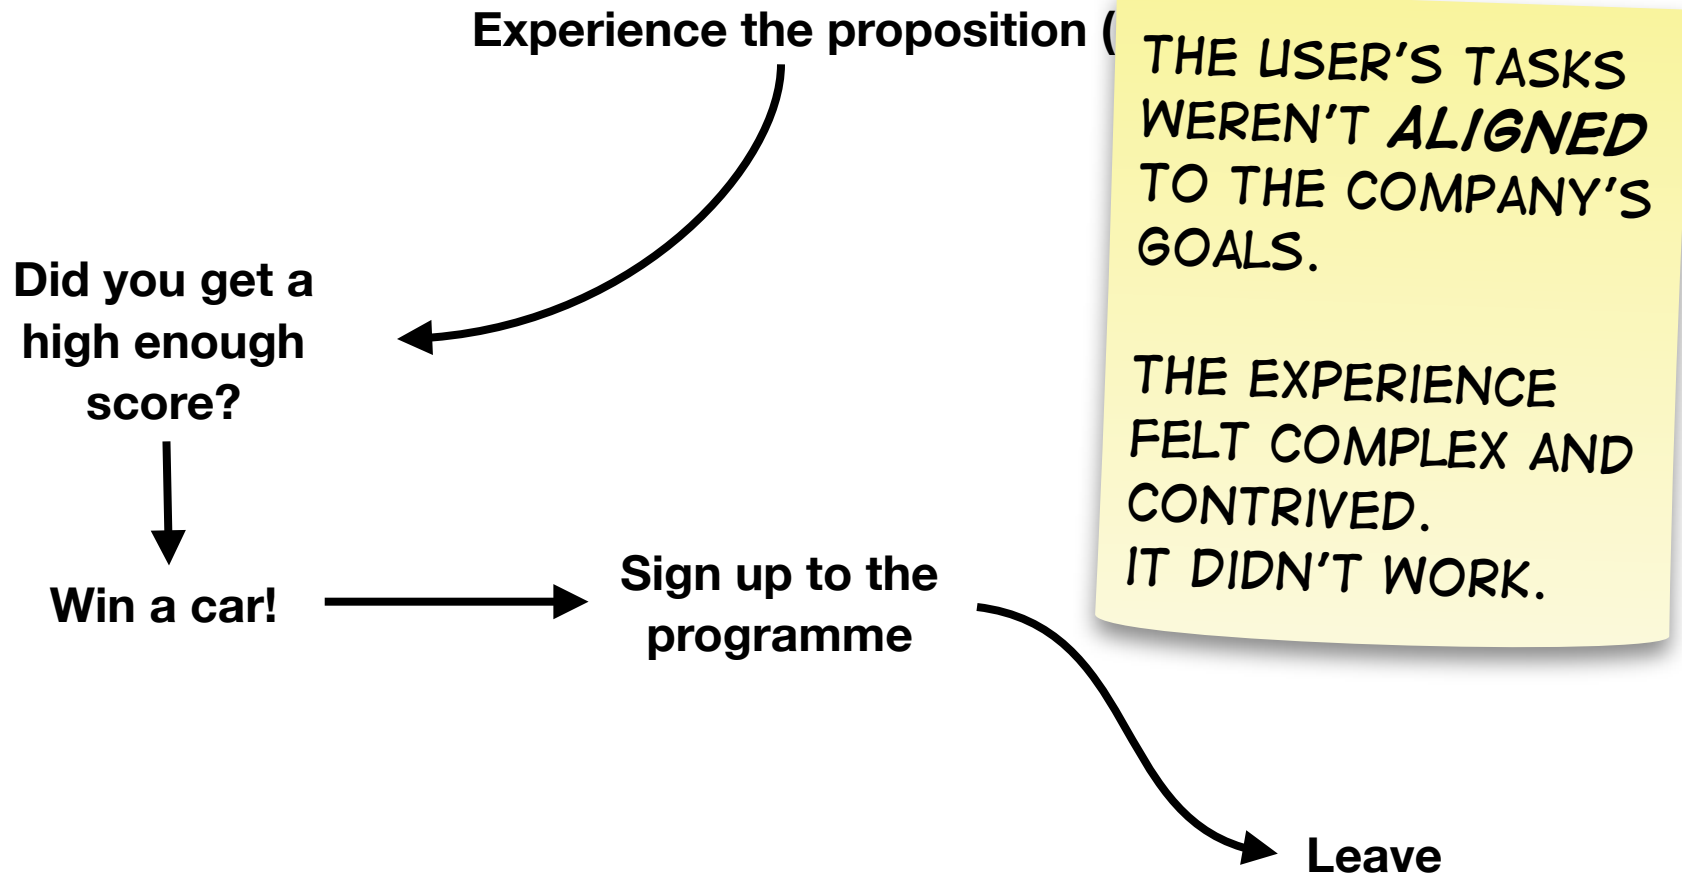 Experience the proposition (
THE USER'S TASKS
WEREN'T ALIGNED
TO THE COMPANY'S
GOALS.
THE EXPERIENCE
FELT COMPLEX AND
CONTRIVED.
IT DIDN'T WORK.
Did you get a
high enough
score?
Win a car!
Sign up to the
programme
Leave